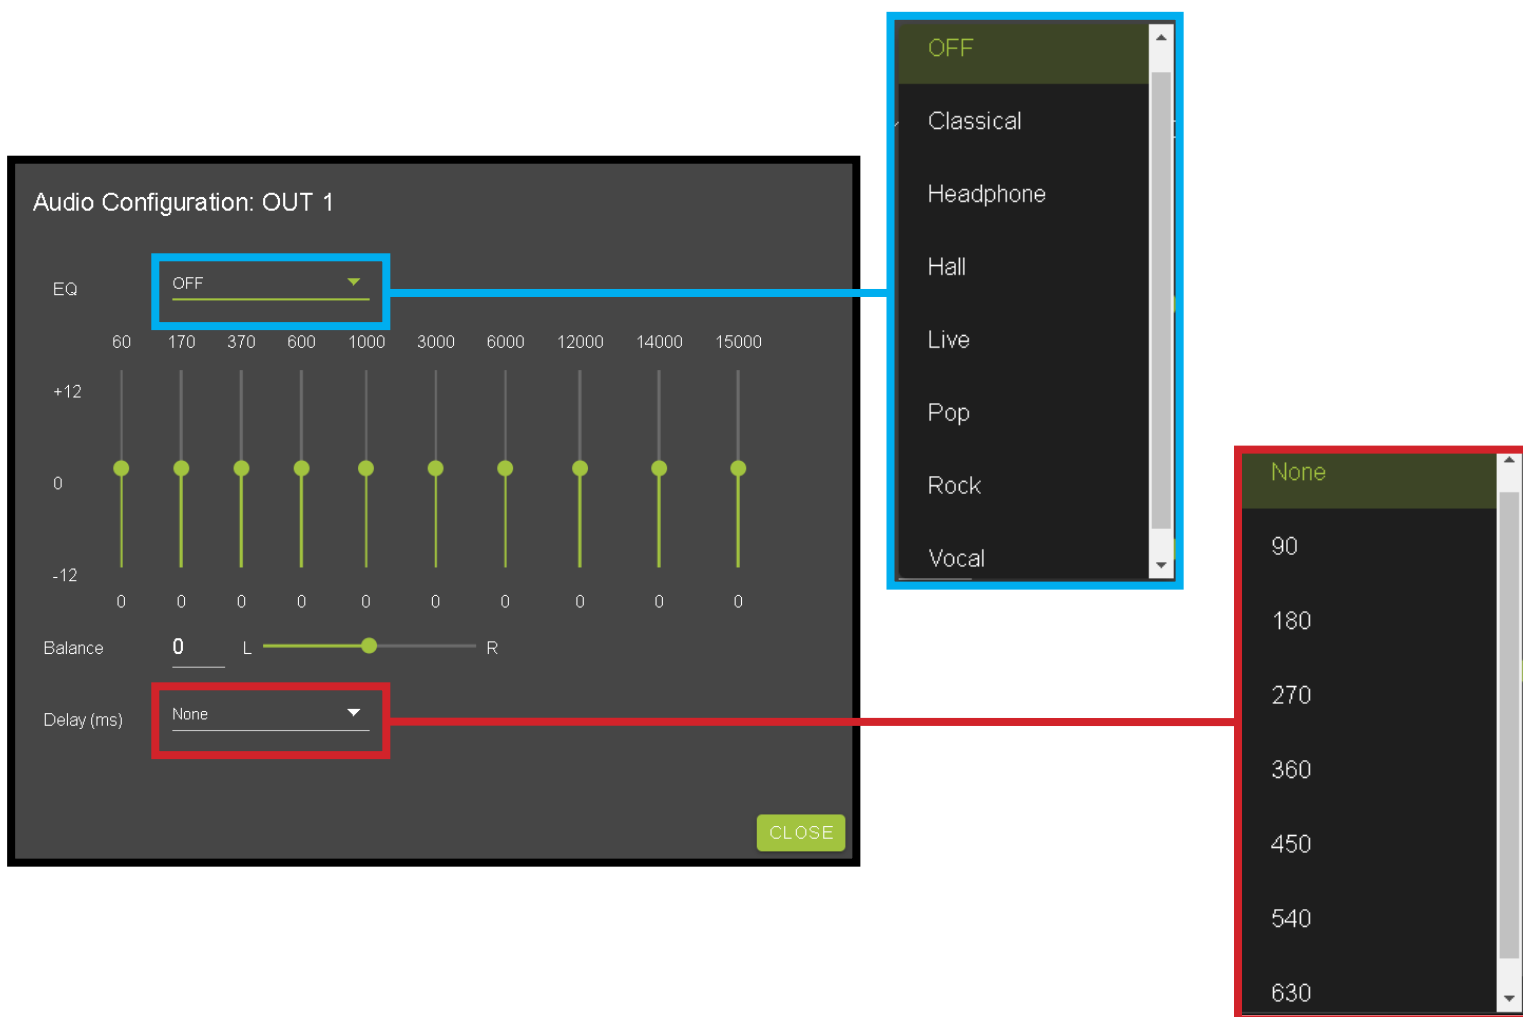 Audio Configuration: OUT 1
EQ
OFF
60 170 370 600 1000 3000 6000 12000 14000 15000
+12
0
-12
0 0 0 0 0 0 0 0 0 0
Balance 0 L R
Delay (ms) None
CLOSE
OFF
Classical
Headphone
Hall
Live
Pop
Rock
Vocal
None
90
180
270
360
450
540
630